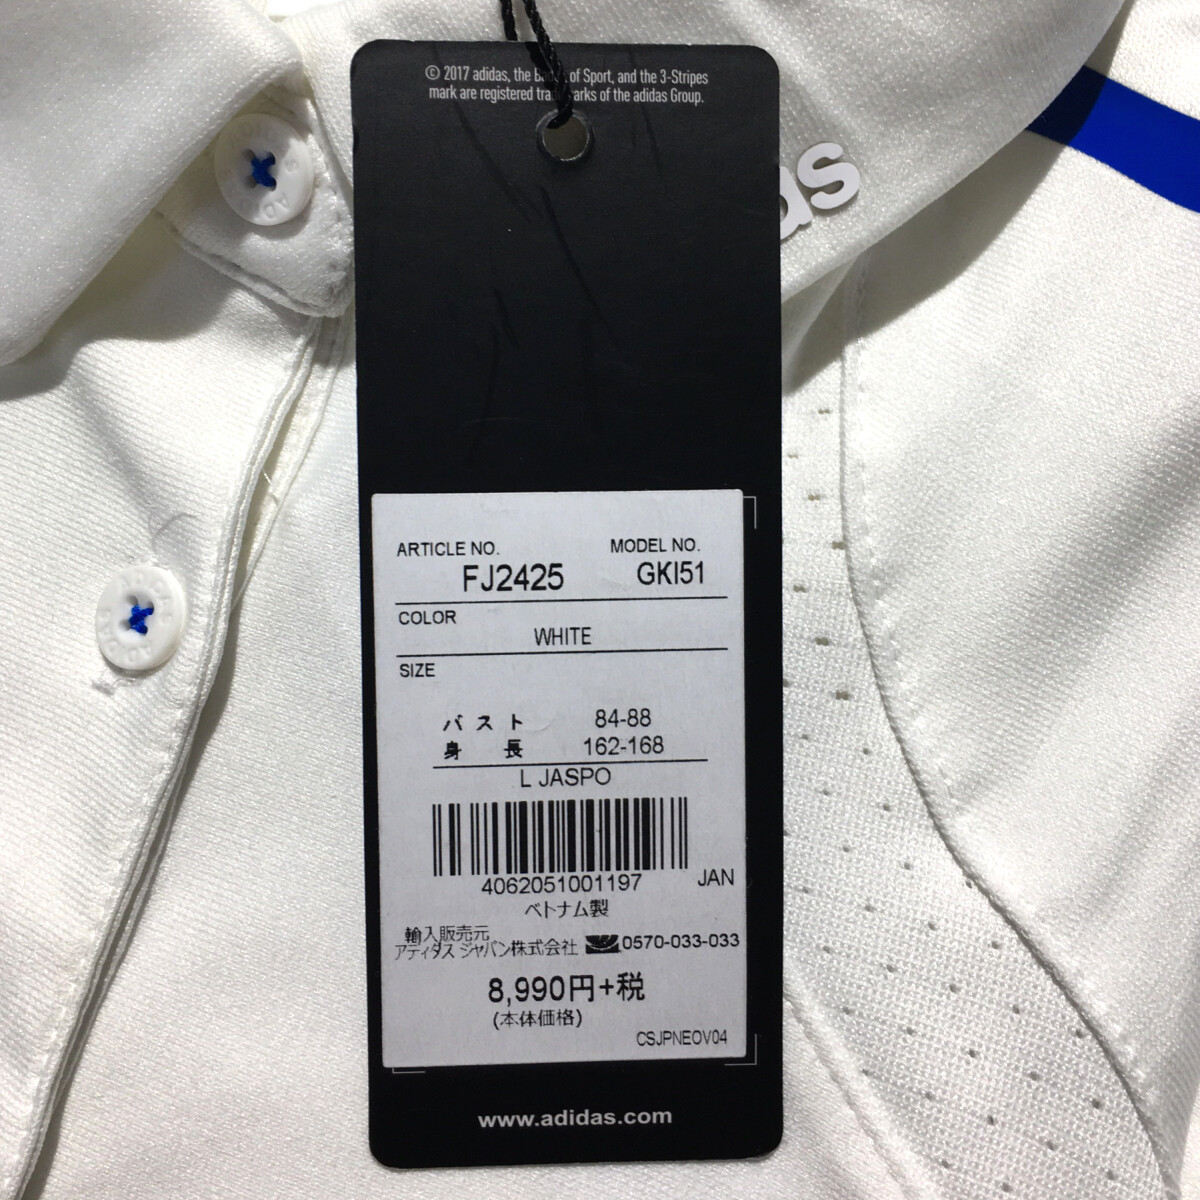 © 2017 adidas, the of Sport, and the 3-Stripes
mark are registered of the adidas Group.
ARTICLE NO. MODEL NO.
FJ2425 GKI51
COLOR
WHITE
SIZE
バスト 84-88
身長 162-168
L JASPO
4062051001197 JAN
ベトナム製
輸入販売元
アディダス ジャパン株式会社 0570-033-033
8,990円+税
(本体価格)
CSJPNEOV04
www.adidas.com